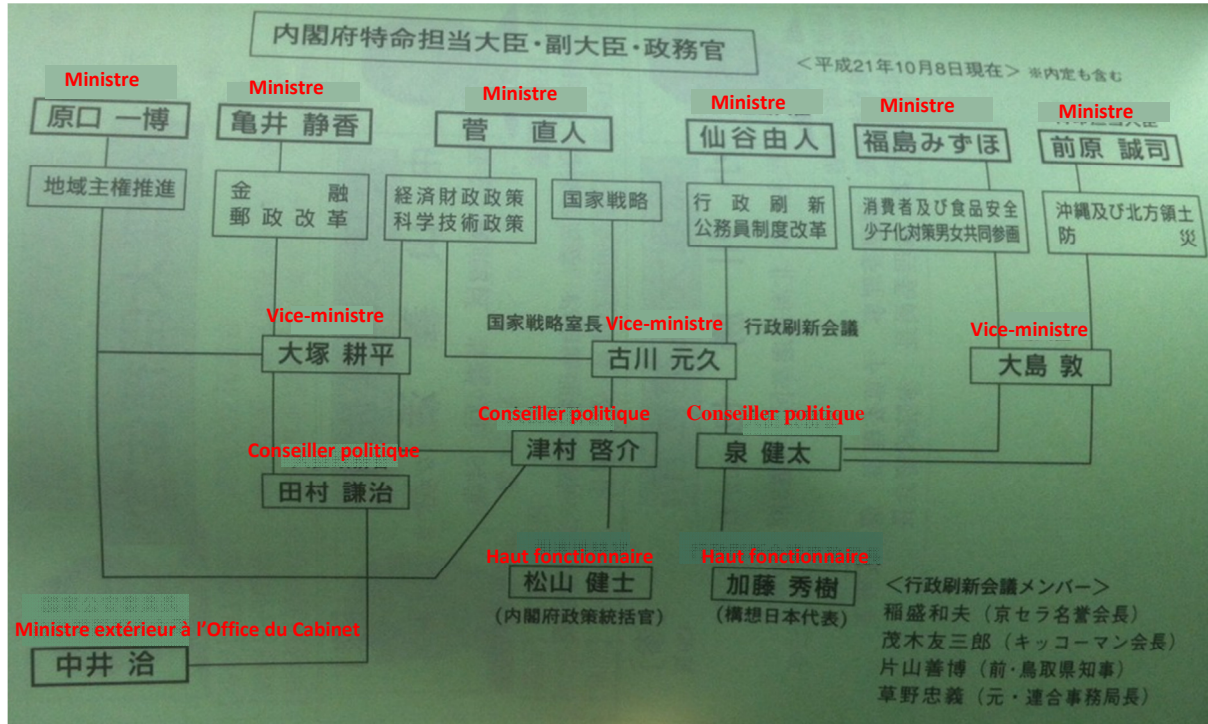 内閣府特命担当大臣・副大臣・政務官
＜平成21年10月8日現在＞ ※内定も含む
Ministre
Ministre
Ministre
Ministre
Ministre
Ministre
原口 一博
亀井 静香
菅 直人
仙谷由人
福島みずほ
前原 誠司
地域主権推進
金融
郵政改革
経済財政政策
科学技術政策
国家戦略
行政刷新
公務員制度改革
消費者及び食品安全
少子化対策男女共同参画
沖縄及び北方領土
防災
Vice-ministre
国家戦略室長
Vice-ministre
行政刷新会議
Vice-ministre
大塚 耕平
古川 元久
大島 敦
Conseiller politique
Conseiller politique
津村 啓介
泉 健太
Conseiller politique
田村 謙治
Haut fonctionnaire
Haut fonctionnaire
松山 健士
加藤 秀樹
(内閣府政策統括官)
(構想日本代表)
＜行政刷新会議メンバー＞
稲盛和夫（京セラ名誉会長）
茂木友三郎（キッコーマン会長）
片山善博（前・鳥取県知事）
草野忠義（元・連合事務局長）
Ministre extérieur à l'Office du Cabinet
中井 洽